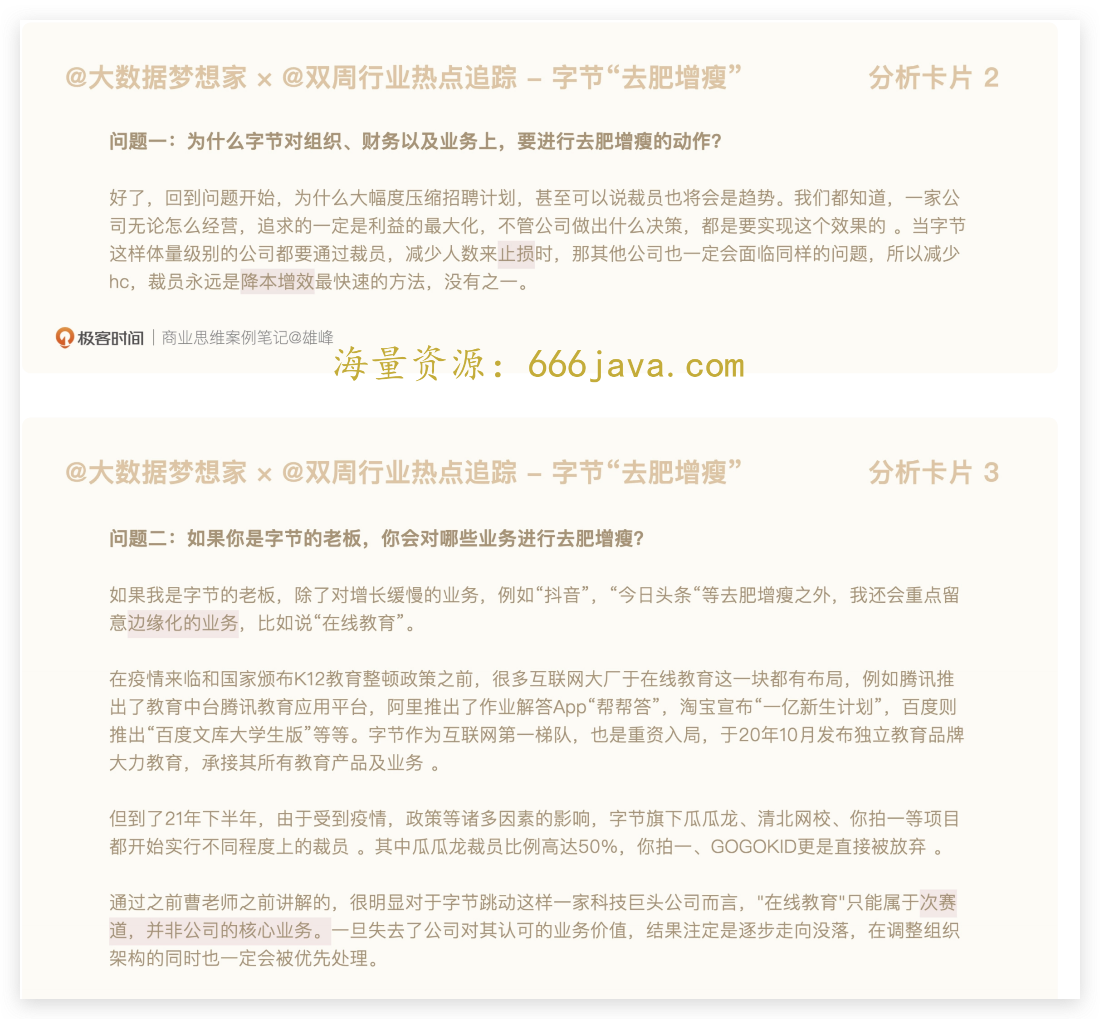 @大数据梦想家 × @双周行业热点追踪 – 字节“去肥增瘦”
分析卡片 2
问题一：为什么字节对组织、财务以及业务上，要进行去肥增瘦的动作？
好了，回到问题开始，为什么大幅度压缩招聘计划，甚至可以说裁员也将会是趋势。我们都知道，一家公
司无论怎么经营，追求的一定是利益的最大化，不管公司做出什么决策，都是要实现这个效果的 。当字节
这样体量级别的公司都要通过裁员，减少人数来止损时，那其他公司也一定会面临同样的问题，所以减少
hc，裁员永远是降本增效最快速的方法，没有之一。
极客时间 | 商业思维案例笔记@雄峰
海量资源：666java.com
@大数据梦想家 × @双周行业热点追踪 – 字节“去肥增瘦”
分析卡片 3
问题二：如果你是字节的老板，你会对哪些业务进行去肥增瘦？
如果我是字节的老板，除了对增长缓慢的业务，例如“抖音”，“今日头条“等去肥增瘦之外，我还会重点留
意边缘化的业务，比如说“在线教育”。
在疫情来临和国家颁布K12教育整顿政策之前，很多互联网大厂于在线教育这一块都有布局，例如腾讯推
出了教育中台腾讯教育应用平台，阿里推出了作业解答App“帮帮答”，淘宝宣布“一亿新生计划”，百度则
推出“百度文库大学生版”等等。字节作为互联网第一梯队，也是重资入局，于20年10月发布独立教育品牌
大力教育，承接其所有教育产品及业务 。
但到了21年下半年，由于受到疫情，政策等诸多因素的影响，字节旗下瓜瓜龙、清北网校、你拍一等项目
都开始实行不同程度上的裁员 。其中瓜瓜龙裁员比例高达50%，你拍一、GOGOKID更是直接被放弃 。
通过之前曹老师之前讲解的，很明显对于字节跳动这样一家科技巨头公司而言，"在线教育"只能属于次赛
道，并非公司的核心业务。一旦失去了公司对其认可的业务价值，结果注定是逐步走向没落，在调整组织
架构的同时也一定会被优先处理。